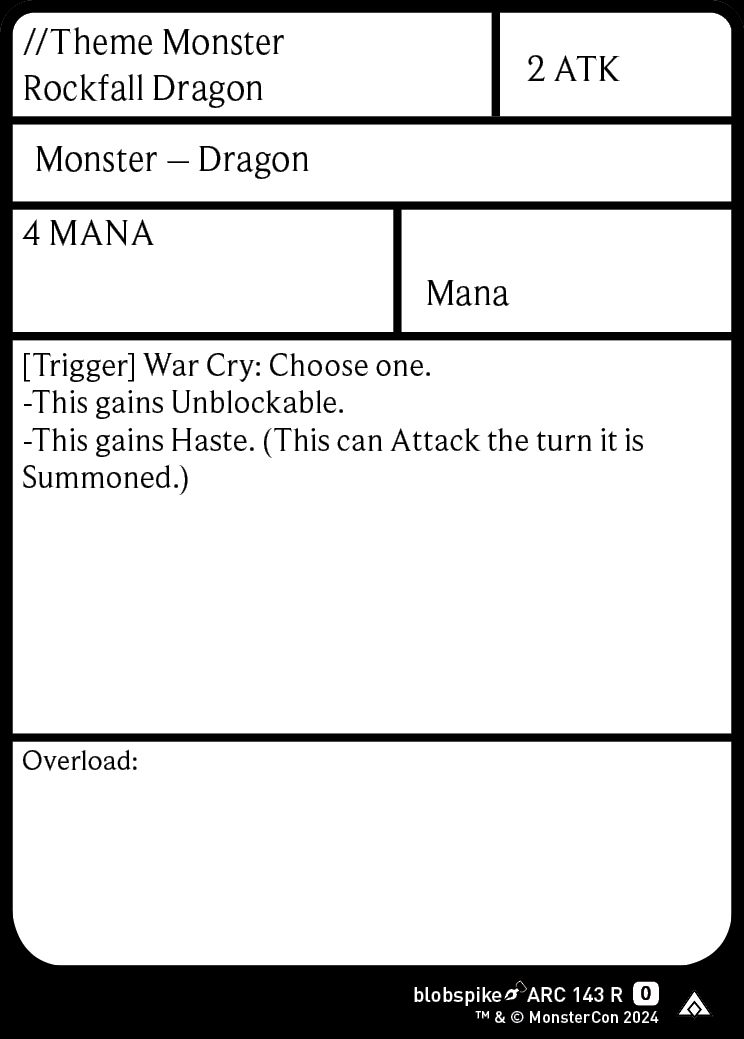 //Theme Monster
Rockfall Dragon
2 ATK
Monster – Dragon
4 MANA
Mana
[Trigger] War Cry: Choose one.
-This gains Unblockable.
-This gains Haste. (This can Attack the turn it is
Summoned.)
Overload:
blobspike ARC 143 R 0
™ & © MonsterCon 2024